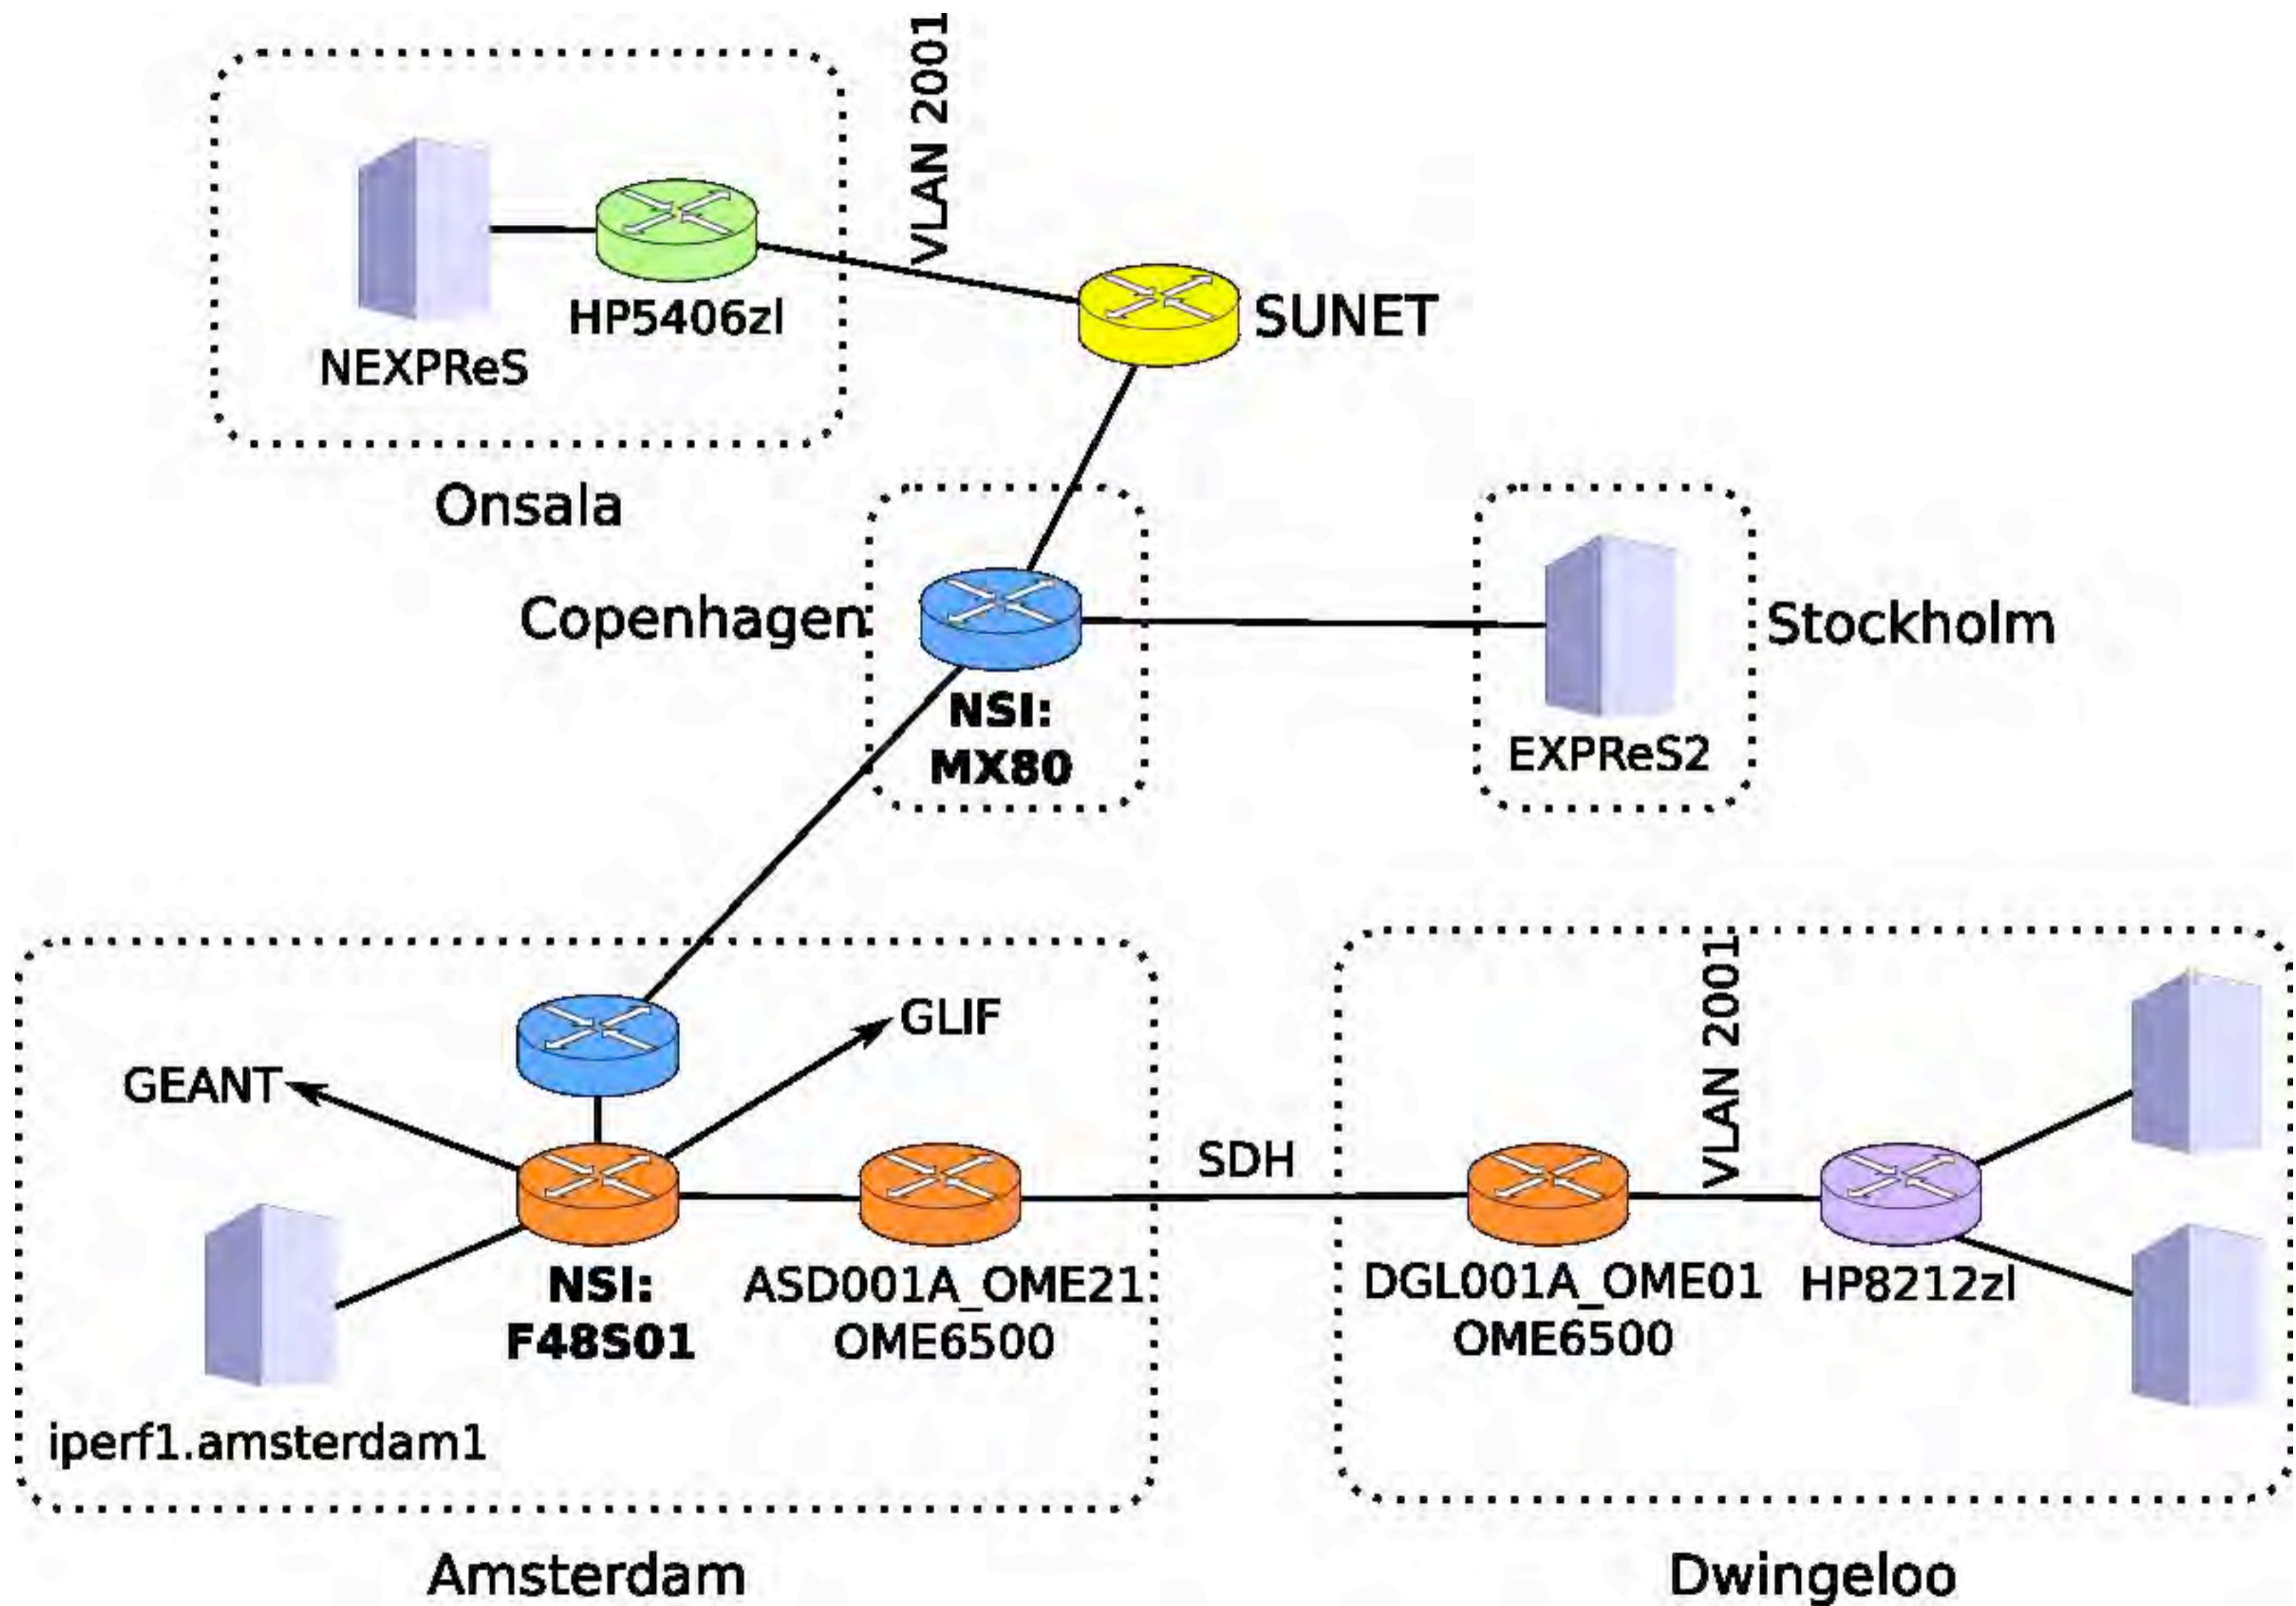 VLAN 2001
HP5406zl
SUNET
NEXPReS
Onsala
Copenhagen
Stockholm
NSI:
MX80
EXPReS2
VLAN 2001
GLIF
GEANT
SDH
NSI:
F48S01
ASD001A_OME21
OME6500
DGL001A_OME01
OME6500
HP8212zl
iperf1.amsterdam1
Amsterdam
Dwingeloo